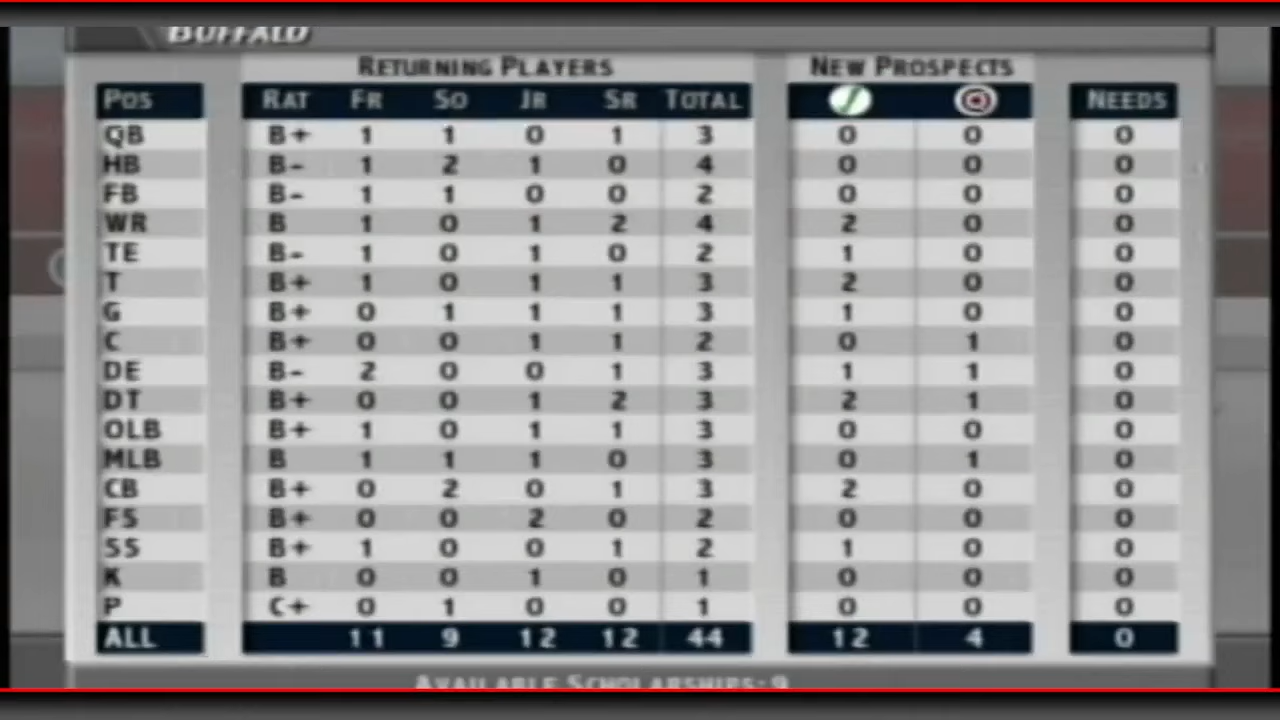 BUFFALO
RETURNING PLAYERS NEW PROSPECTS
POS RAT FR SO JR SR TOTAL NEEDS
QB B+ 1 1 0 1 3 0 0 0
HB B- 1 2 1 0 4 0 0 0
FB B- 1 1 0 0 2 0 0 0
WR B 1 0 1 2 4 2 0 0
TE B- 1 0 1 0 2 1 0 0
T B+ 1 0 1 1 3 2 0 0
G B+ 0 1 1 1 3 1 0 0
C B+ 0 0 1 1 2 0 1 0
DE B- 2 0 0 1 3 1 1 0
DT B+ 0 0 1 2 3 2 1 0
OLB B+ 1 0 1 1 3 0 0 0
MLB B 1 1 1 0 3 0 1 0
CB B+ 0 2 0 1 3 2 0 0
FS B+ 0 0 2 0 2 0 0 0
SS B+ 1 0 0 1 2 1 0 0
K B 0 0 1 0 1 0 0 0
P C+ 0 1 0 0 1 0 0 0
ALL 11 9 12 12 44 12 4 0
AVAILABLE SCHOLARSHIPS: 9